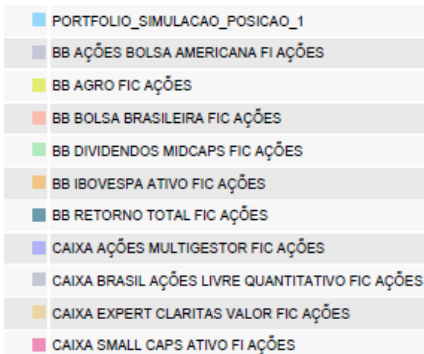 PORTFOLIO_SIMULACAO_POSICAO_1
BB AÇÕES BOLSA AMERICANA FI AÇÕES
BB AGRO FIC AÇÕES
BB BOLSA BRASILEIRA FIC AÇÕES
BB DIVIDENDOS MIDCAPS FIC AÇÕES
BB IBOVESPA ATIVO FIC AÇÕES
BB RETORNO TOTAL FIC AÇÕES
CAIXA AÇÕES MULTIGESTOR FIC AÇÕES
CAIXA BRASIL AÇÕES LIVRE QUANTITATIVO FIC AÇÕES
CAIXA EXPERT CLARITAS VALOR FIC AÇÕES
CAIXA SMALL CAPS ATIVO FI AÇÕES